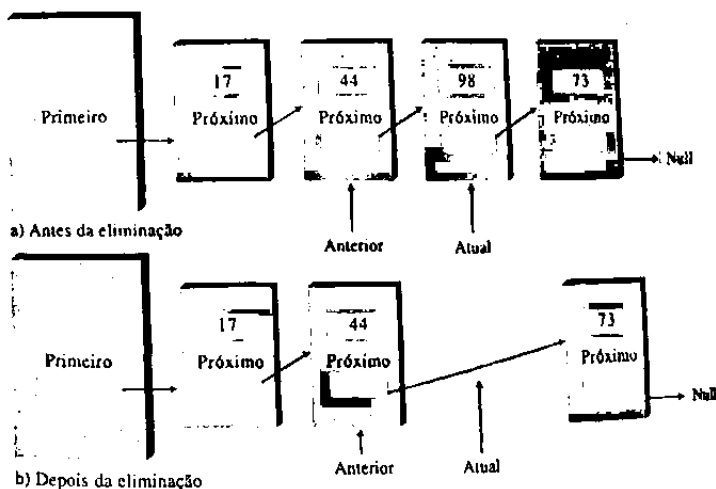 17 44 98 73
Primeiro Próximo Próximo Próximo Próximo
Null
a) Antes da eliminação
Anterior Atual
17 44 73
Primeiro Próximo Próximo Próximo
Null
Anterior Atual
b) Depois da eliminação